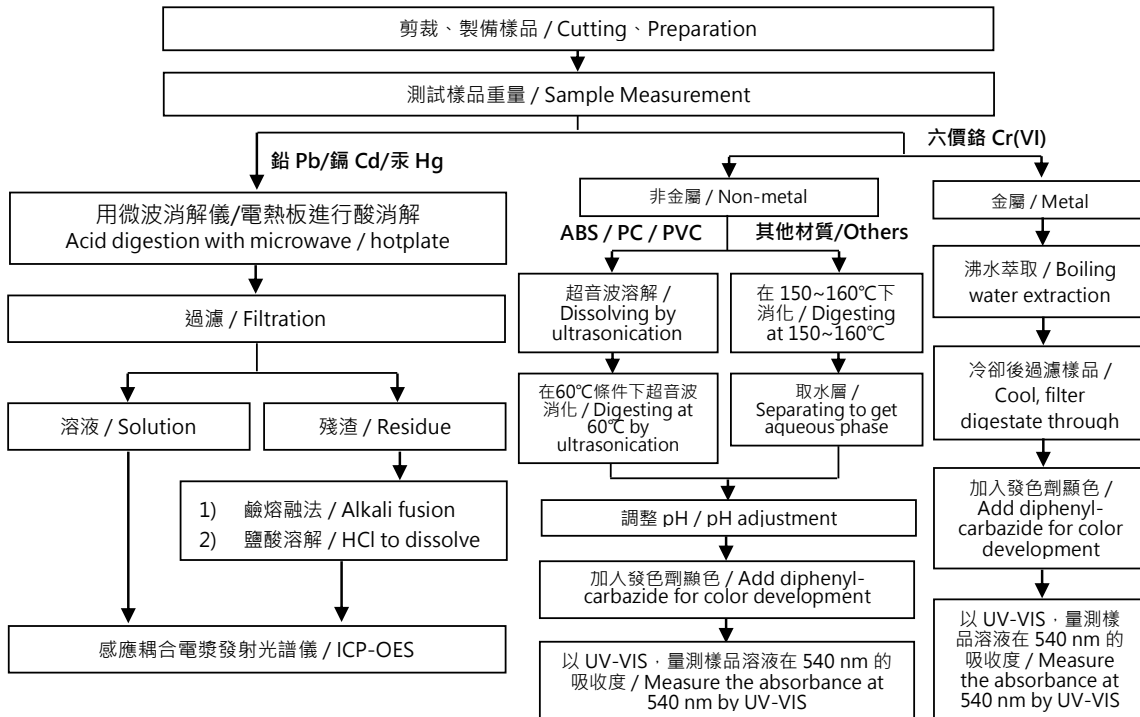 剪裁、製備樣品 / Cutting、Preparation
測試樣品重量 / Sample Measurement
鉛 Pb/鎘 Cd/汞 Hg
六價鉻 Cr(VI)
用微波消解儀/電熱板進行酸消解
Acid digestion with microwave / hotplate
過濾 / Filtration
溶液 / Solution
殘渣 / Residue
1) 鹼熔融法 / Alkali fusion
2) 鹽酸溶解 / HCl to dissolve
感應耦合電漿發射光譜儀 / ICP-OES
非金屬 / Non-metal
ABS / PC / PVC
其他材質/Others
超音波溶解 /
Dissolving by
ultrasonication
在60℃條件下超音波
消化 / Digesting at
60℃ by
ultrasonication
在 150~160℃下
消化 / Digesting
at 150~160℃
取水層 /
Separating to get
aqueous phase
調整 pH / pH adjustment
加入發色劑顯色 / Add diphenyl-
carbazide for color development
以 UV-VIS，量測樣品溶液在 540 nm 的
吸收度 / Measure the absorbance at
540 nm by UV-VIS
金屬 / Metal
沸水萃取 / Boiling
water extraction
冷卻後過濾樣品 /
Cool, filter
digestate through
加入發色劑顯色 /
Add diphenyl-
carbazide for color
development
以 UV-VIS，量測樣
品溶液在 540 nm 的
吸收度 / Measure
the absorbance at
540 nm by UV-VIS